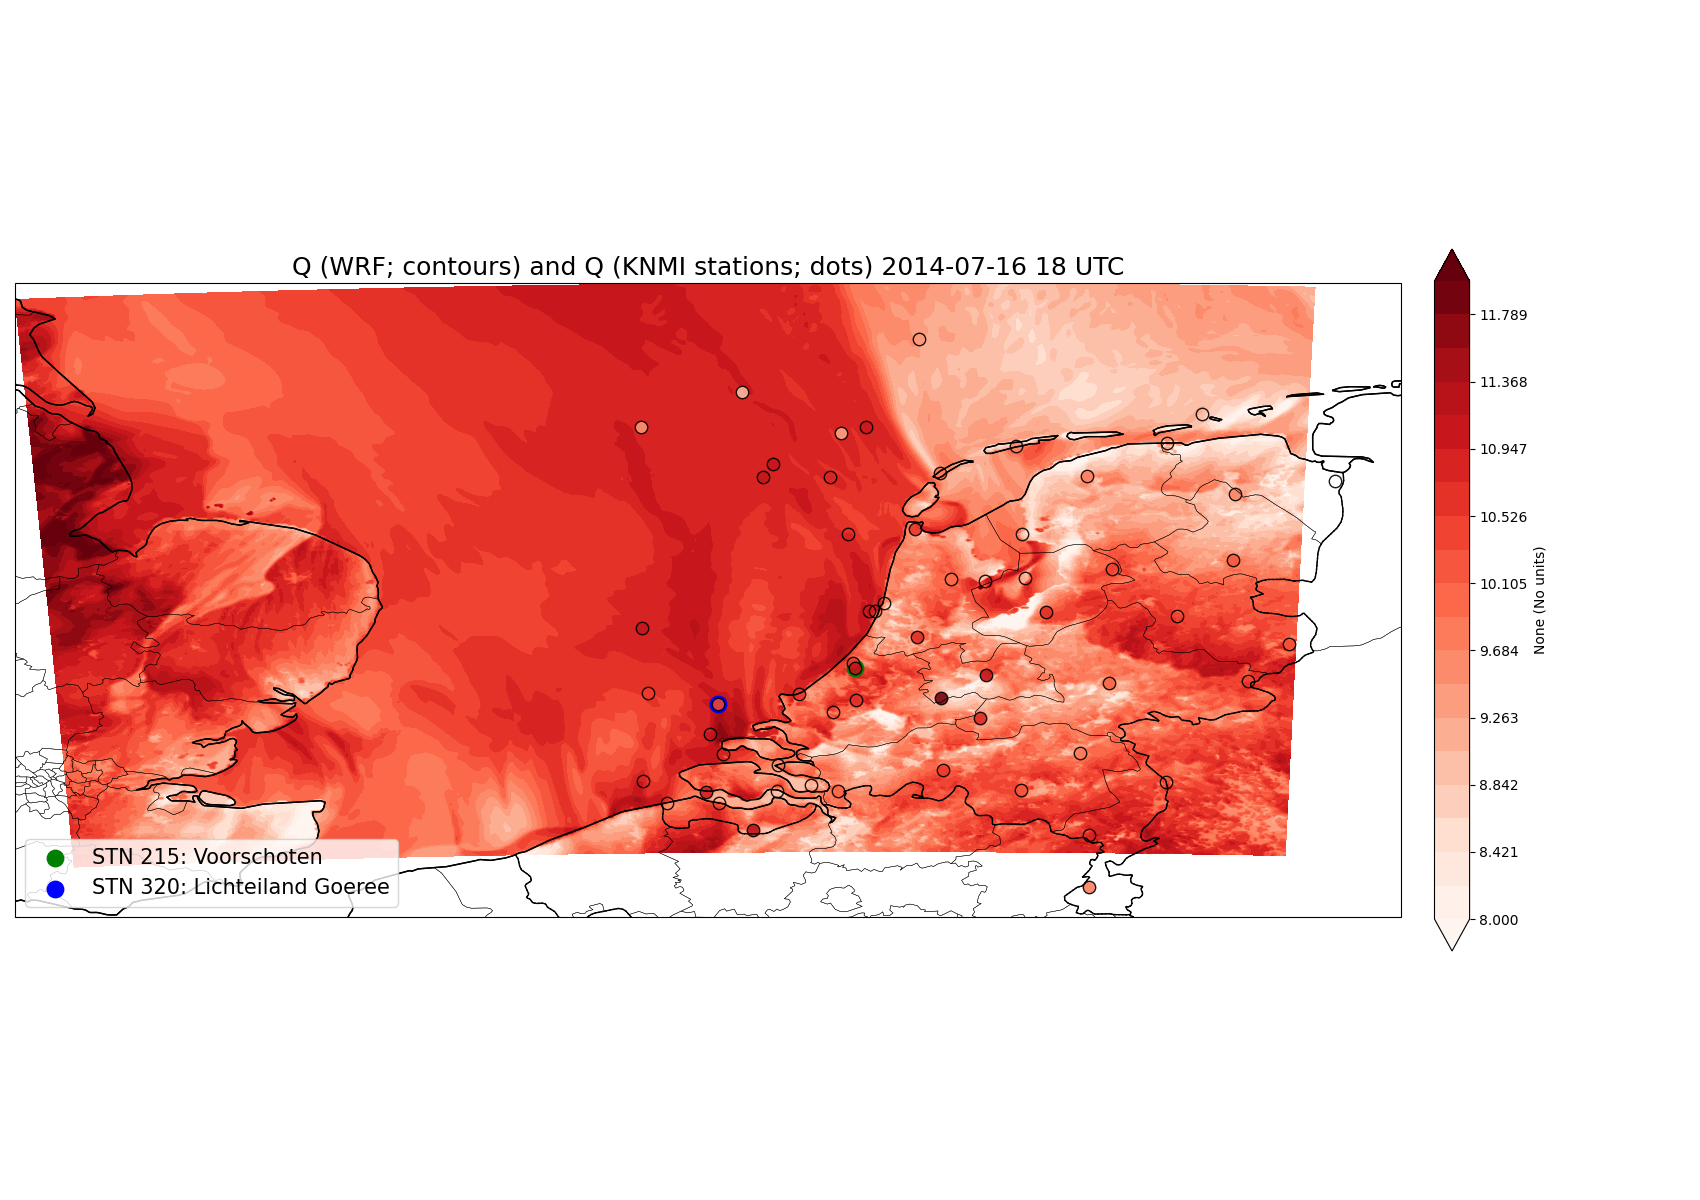 Q (WRF; contours) and Q (KNMI stations; dots) 2014-07-16 18 UTC
11.789
11.368
10.947
10.526
10.105
9.684
9.263
8.842
8.421
8.000
None (No units)
STN 215: Voorschoten
STN 320: Lichteiland Goeree